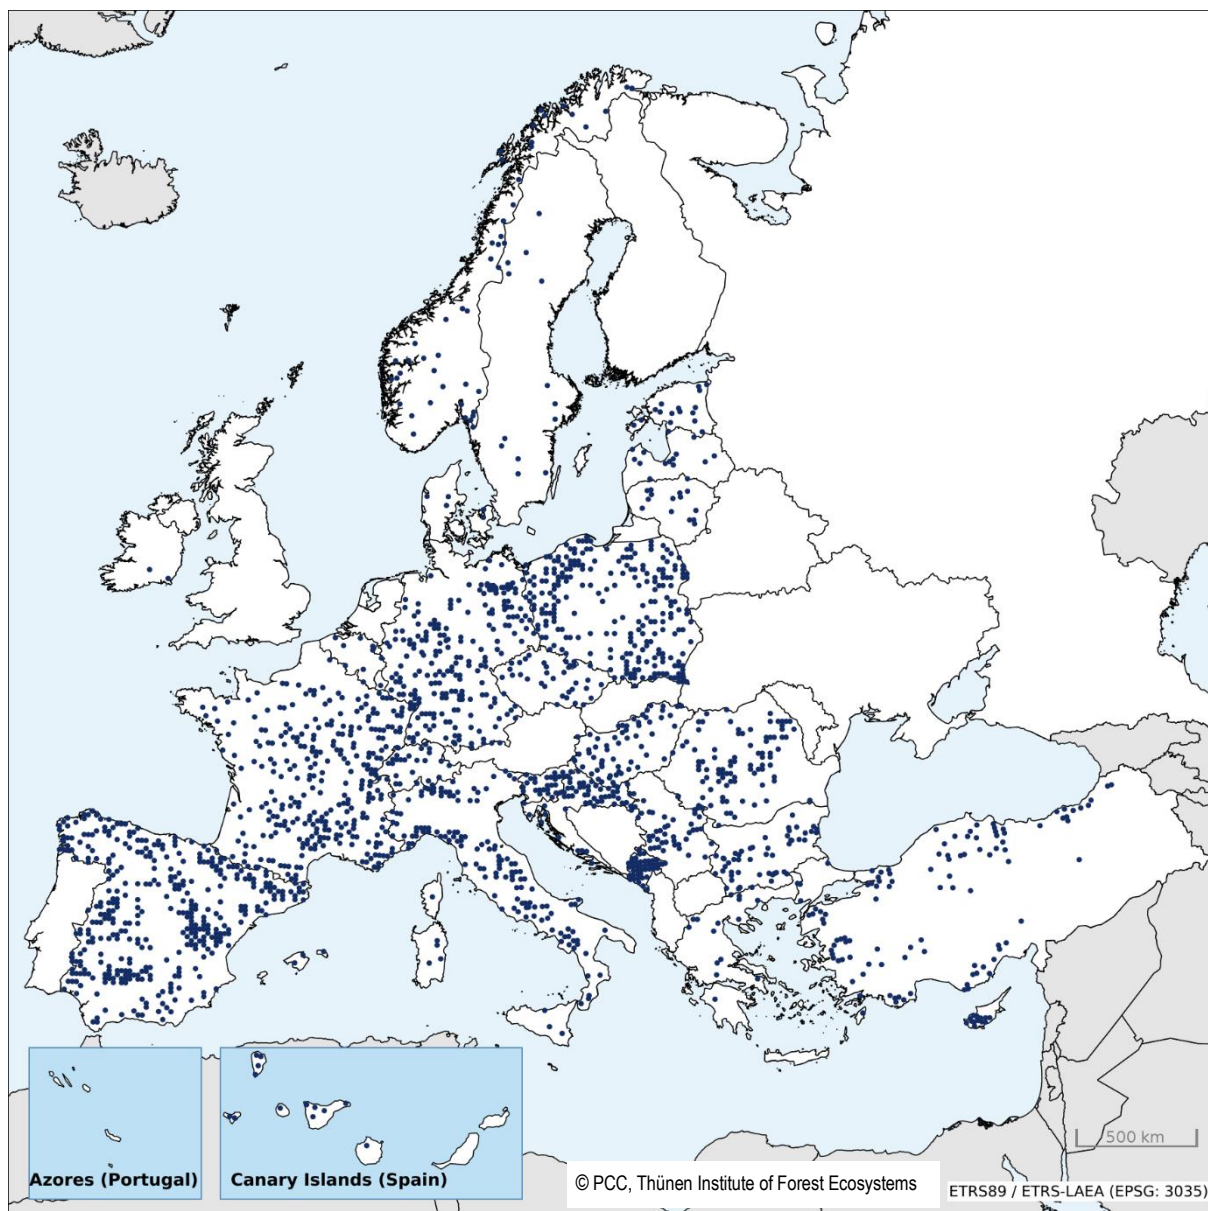 500 km
Azores (Portugal)
Canary Islands (Spain)
© PCC, Thünen Institute of Forest Ecosystems
ETRS89 / ETRS-LAEA (EPSG: 3035)